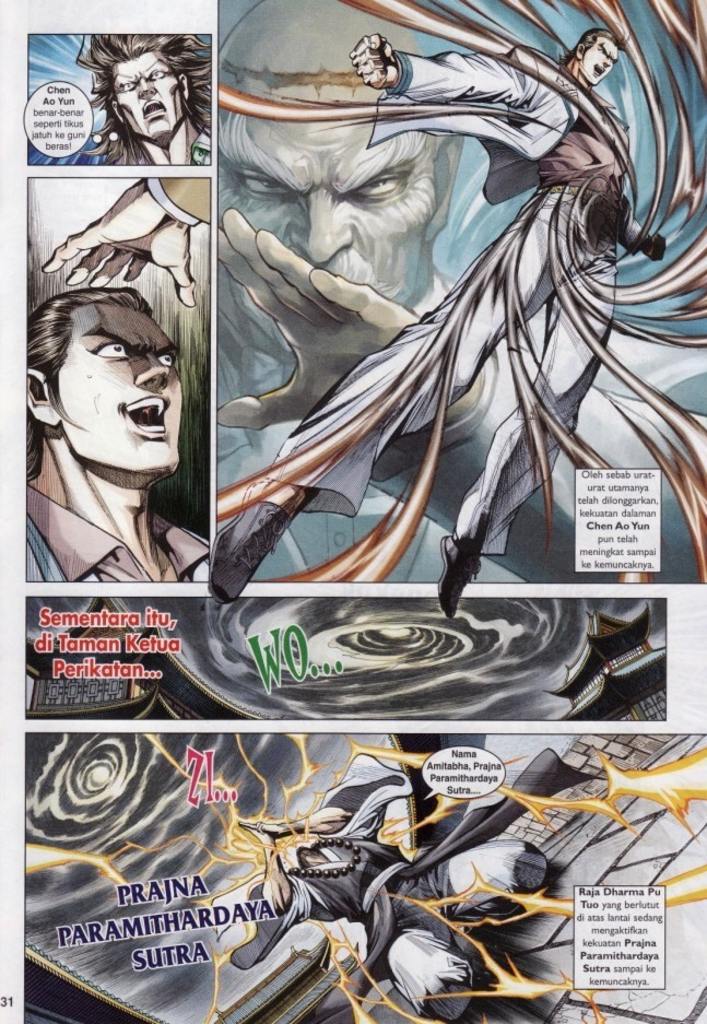 Chen
Ao Yun
benar-benar
seperti tikus
jatuh ke guni
beras!
Oleh sebab urat-
urat utamanya
telah dilonggarkan,
kekuatan dalaman
Chen Ao Yun
pun telah
meningkat sampai
ke kemuncaknya.
Sementara itu,
di Taman Ketua
Perikatan...
WO...
ZI...
Nama
Amitabha, Prajna
Paramithardaya
Sutra....
PRAJNA
PARAMITHARDAYA
SUTRA
Raja Dharma Pu
Tuo yang berlutut
di atas lantai sedang
mengaktifkan
kekuatan Prajna
Paramithardaya
Sutra sampai ke
kemuncaknya.
31